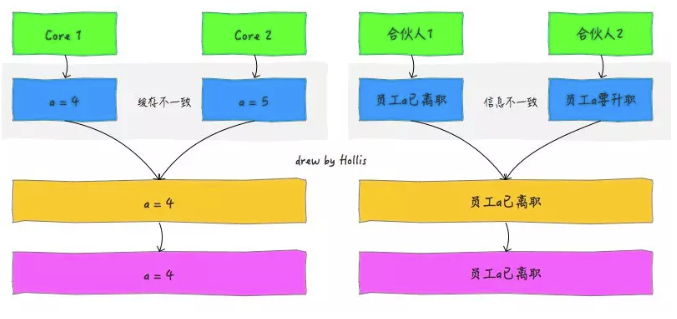 Core 1
Core 2
合伙人1
合伙人2
a = 4
缓存不一致
a = 5
员工a已离职
信息不一致
员工a要升职
drew by Hollis
a = 4
员工a已离职
a = 4
员工a已离职